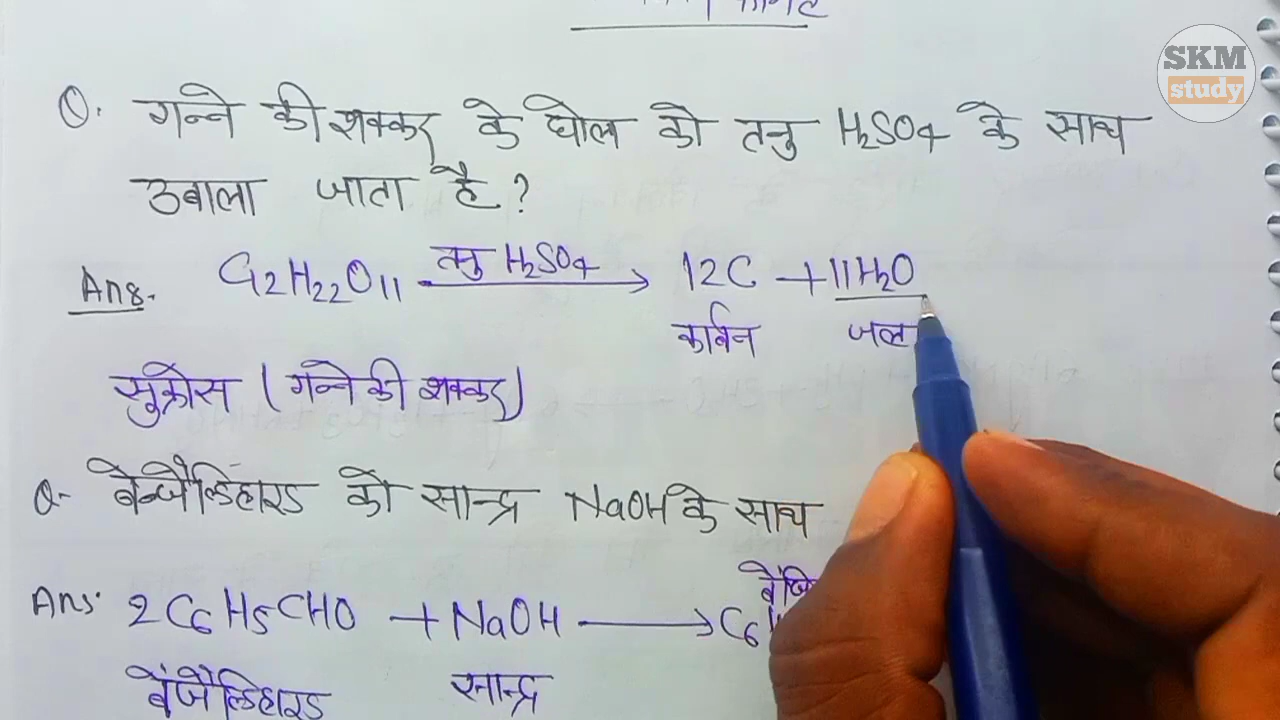 SKM
study
Q. गन्ने की शक्कर के घोल को तनु H₂SO₄ के साथ
उबाला जाता है ?
Ans. C₁₂H₂₂O₁₁ तनु H₂SO₄ → 12C + 11H₂O
कार्बन जल
सुक्रोस (गन्ने की शक्कर)
Q- बेन्जैल्डिहाइड को सान्द्र NaOH के साथ
Ans. 2C₆H₅CHO + NaOH → C₆
बेंजैल्डिहाइड सान्द्र